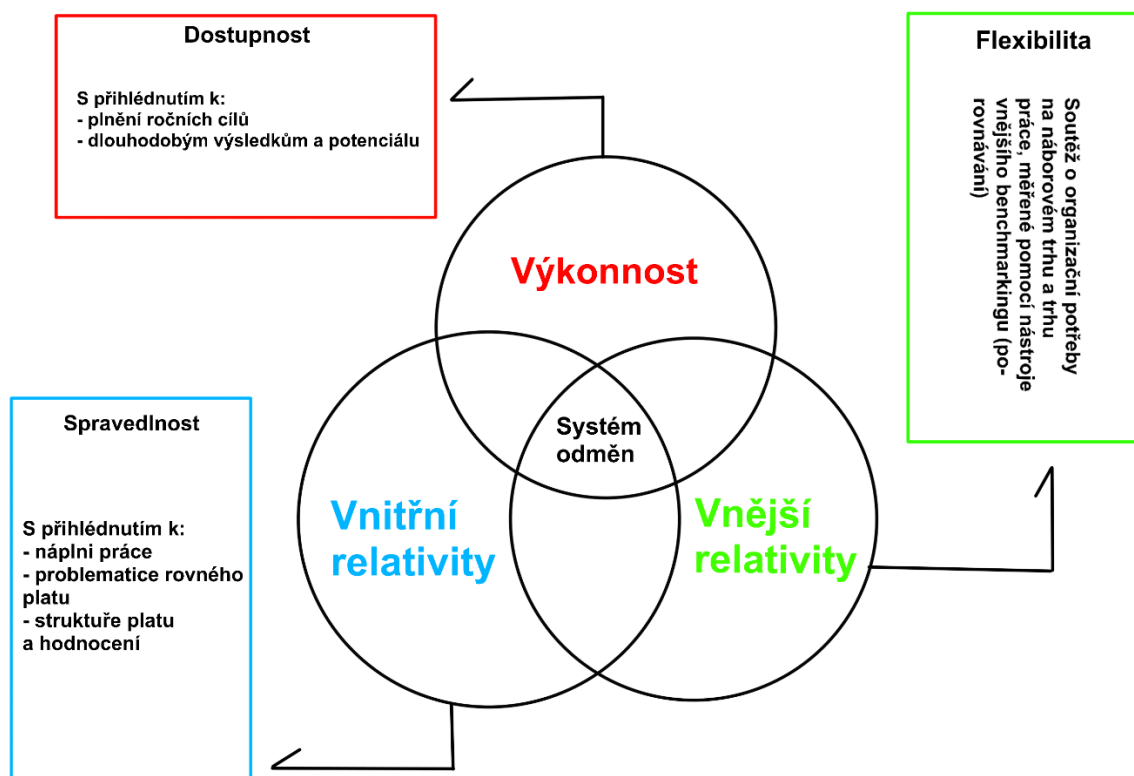 Dostupnost
S přihlédnutím k:
- plnění ročních cílů
- dlouhodobým výsledkům a potenciálu
Flexibilita
Soutěž o organizační potřeby
na náborovém trhu a trhu
práce, měřené pomocí nástroje
vnějšího benchmarkingu (po-
rovnávání)
Výkonnost
Systém
odměn
Vnitřní
relativity
Vnější
relativity
Spravedlnost
S přihlédnutím k:
- náplni práce
- problematice rovného
platu
- struktuře platu
a hodnocení